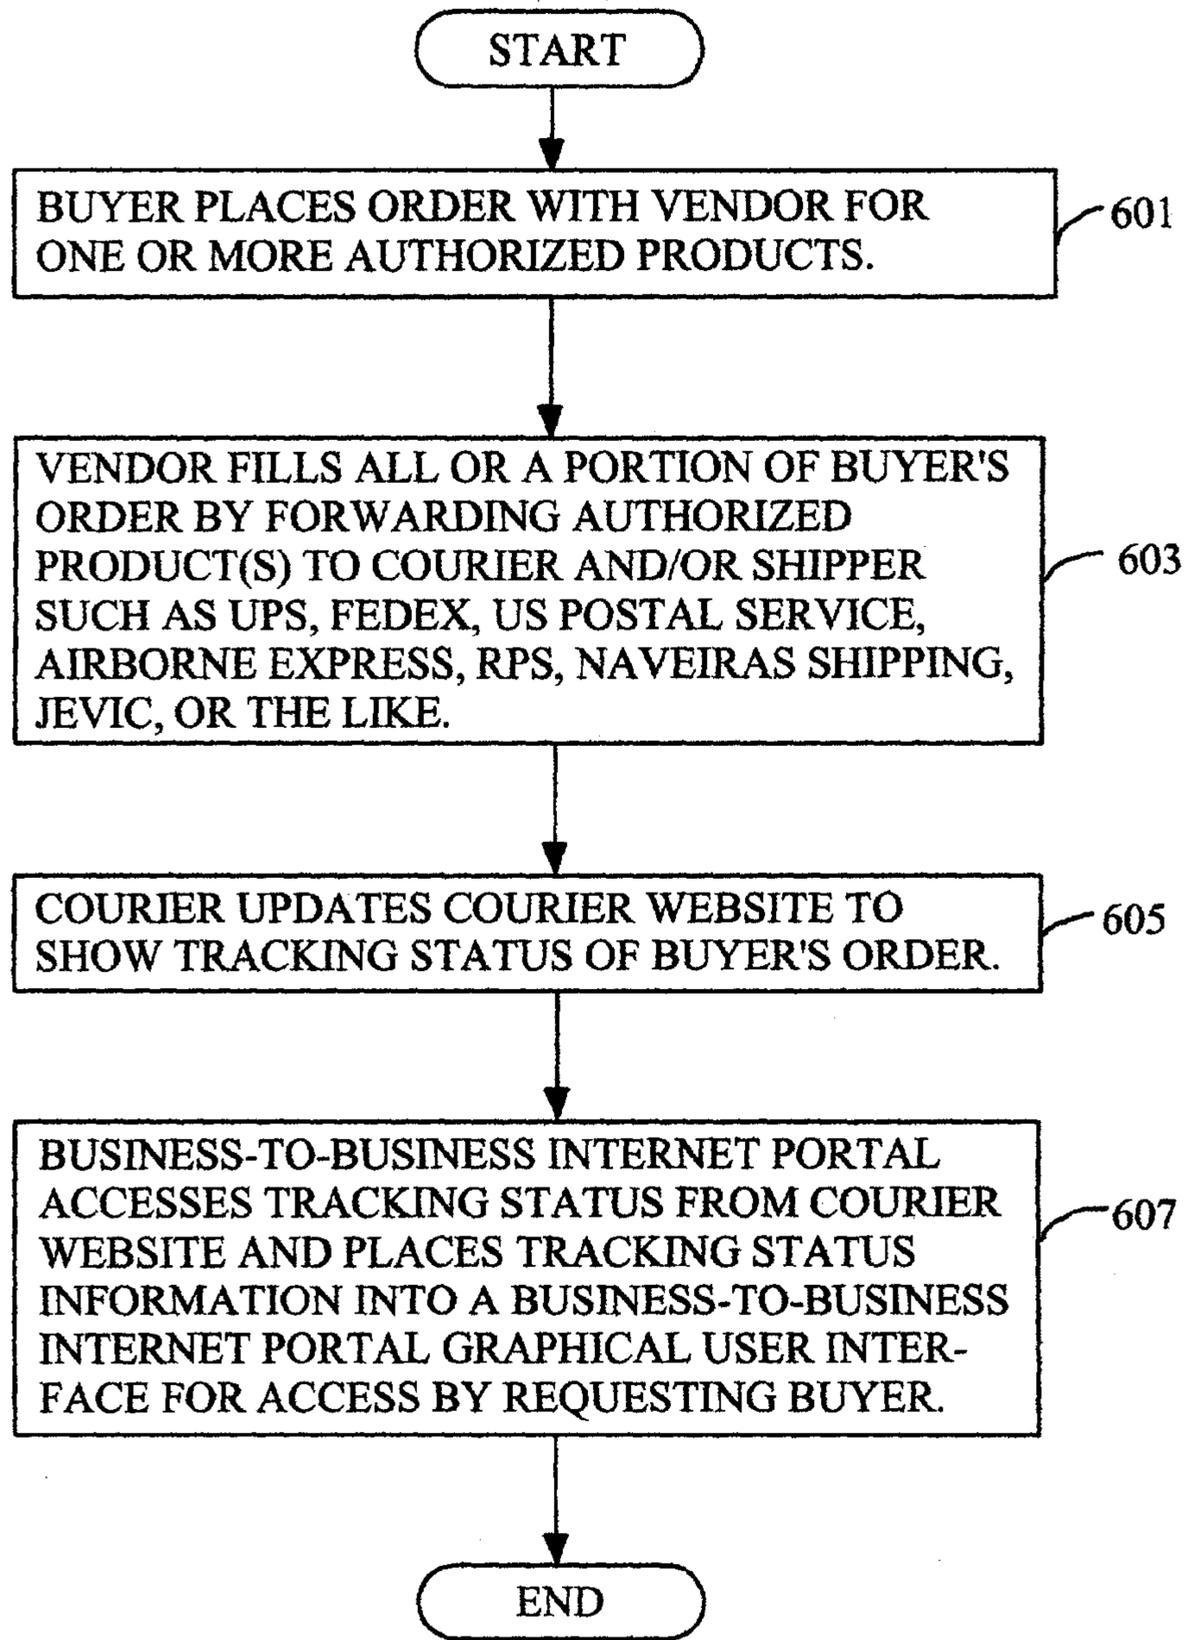 START
BUYER PLACES ORDER WITH VENDOR FOR
ONE OR MORE AUTHORIZED PRODUCTS.
601
VENDOR FILLS ALL OR A PORTION OF BUYER'S
ORDER BY FORWARDING AUTHORIZED
PRODUCT(S) TO COURIER AND/OR SHIPPER
SUCH AS UPS, FEDEX, US POSTAL SERVICE,
AIRBORNE EXPRESS, RPS, NAVEIRAS SHIPPING,
JEVIC, OR THE LIKE.
603
COURIER UPDATES COURIER WEBSITE TO
SHOW TRACKING STATUS OF BUYER'S ORDER.
605
BUSINESS-TO-BUSINESS INTERNET PORTAL
ACCESSES TRACKING STATUS FROM COURIER
WEBSITE AND PLACES TRACKING STATUS
INFORMATION INTO A BUSINESS-TO-BUSINESS
INTERNET PORTAL GRAPHICAL USER INTER-
FACE FOR ACCESS BY REQUESTING BUYER.
607
END